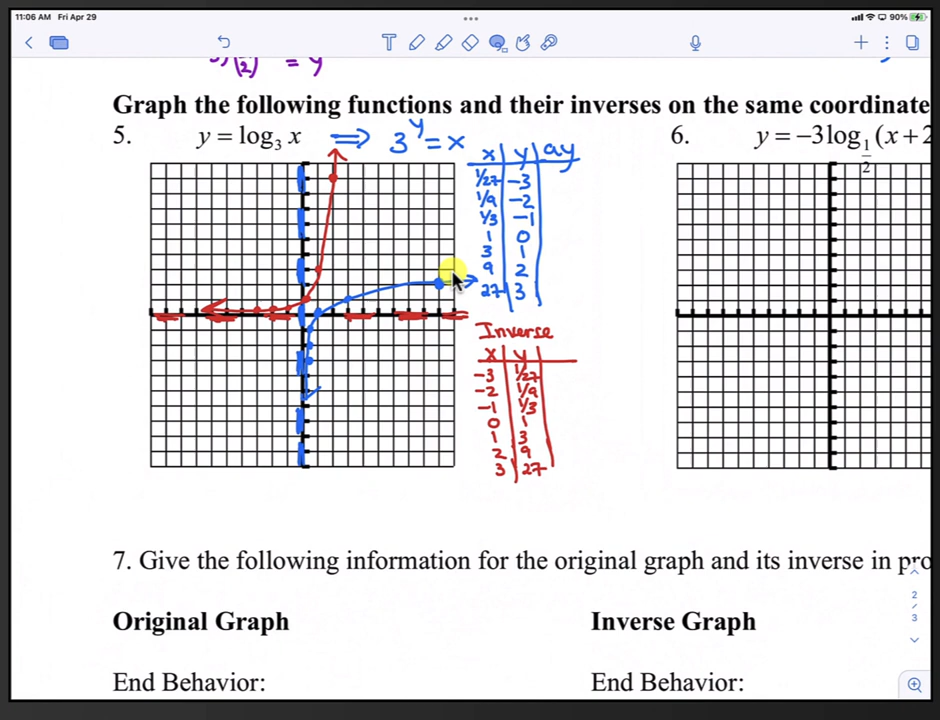 11:06 AM Fri Apr 29
90%
T
= y
Graph the following functions and their inverses on the same coordinate
5. y = log₃ x ⟹ 3^y = x
x | y | ay
1/27 | -3
1/9 | -2
1/3 | -1
1 | 0
3 | 1
9 | 2
27 | 3
Inverse
x | y
-3 | 1/27
-2 | 1/9
-1 | 1/3
0 | 1
1 | 3
2 | 9
3 | 27
6. y = −3log_1/2 (x+2
7. Give the following information for the original graph and its inverse in pro
Original Graph
Inverse Graph
End Behavior:
End Behavior:
2
/
3